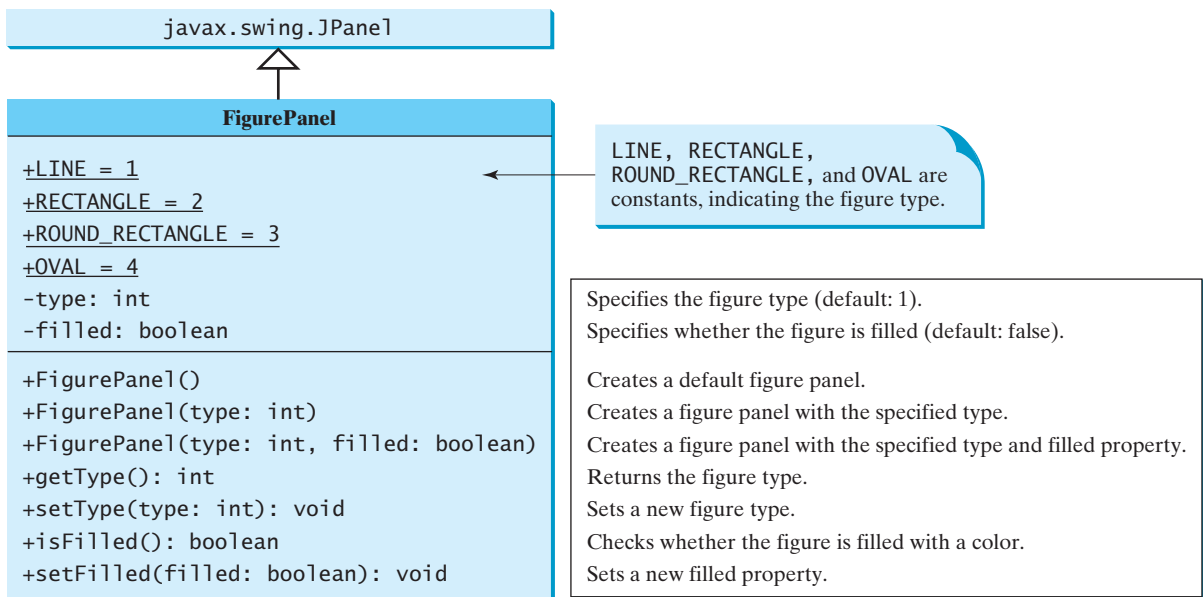 javax.swing.JPanel
FigurePanel
+LINE = 1
+RECTANGLE = 2
+ROUND_RECTANGLE = 3
+OVAL = 4
-type: int
-filled: boolean
LINE, RECTANGLE,
ROUND_RECTANGLE, and OVAL are
constants, indicating the figure type.
Specifies the figure type (default: 1).
Specifies whether the figure is filled (default: false).
+FigurePanel()
+FigurePanel(type: int)
+FigurePanel(type: int, filled: boolean)
+getType(): int
+setType(type: int): void
+isFilled(): boolean
+setFilled(filled: boolean): void
Creates a default figure panel.
Creates a figure panel with the specified type.
Creates a figure panel with the specified type and filled property.
Returns the figure type.
Sets a new figure type.
Checks whether the figure is filled with a color.
Sets a new filled property.